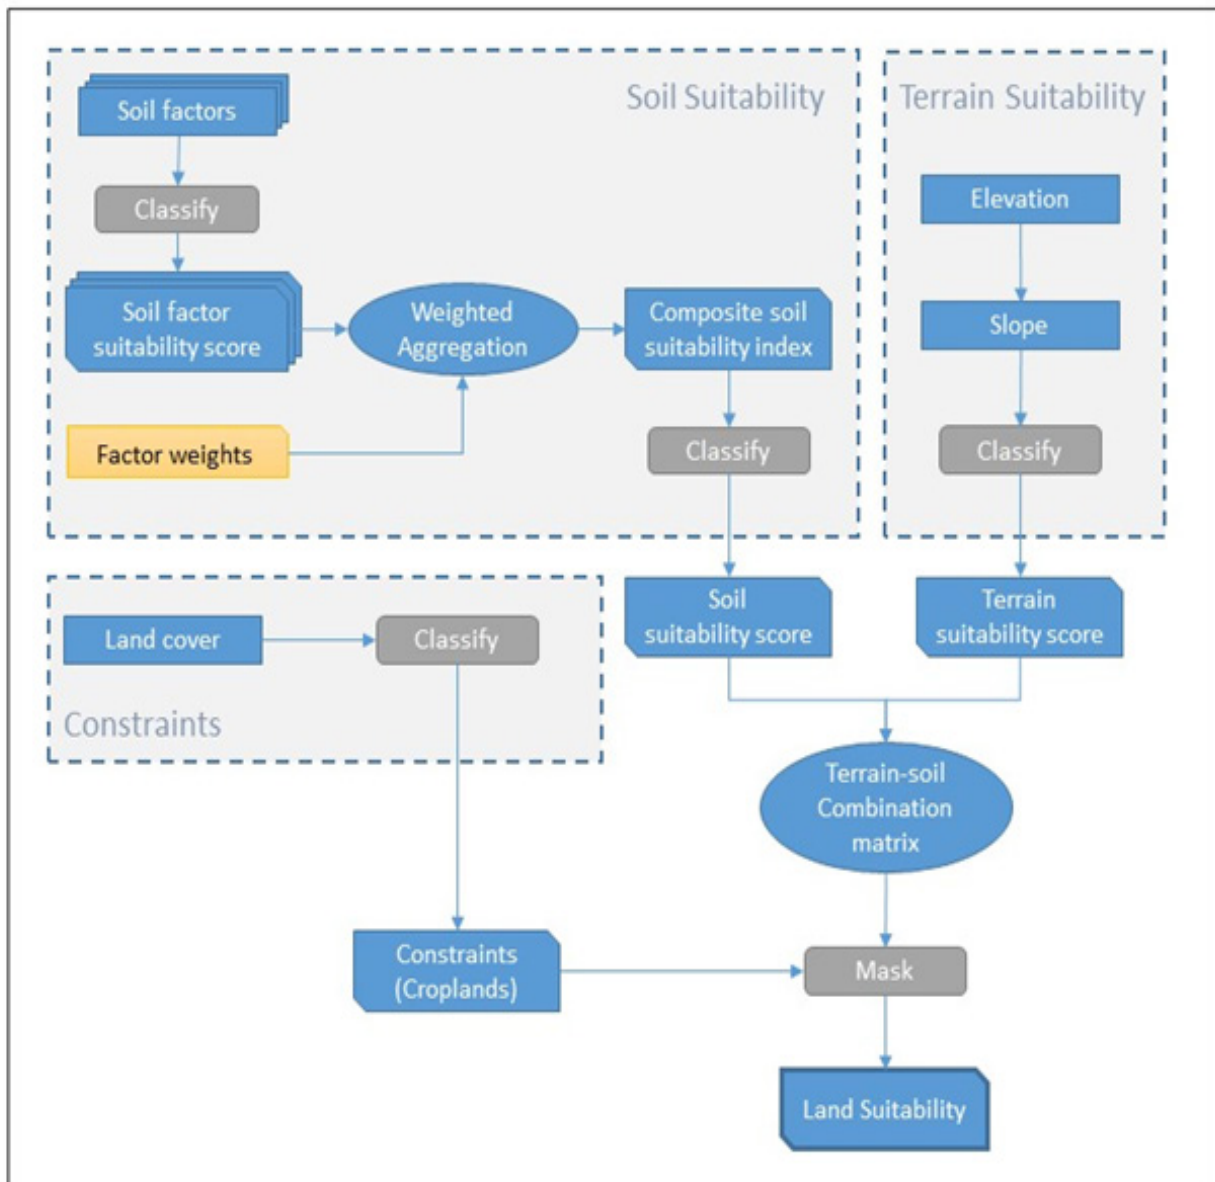 Soil Suitability
Soil factors
Classify
Soil factor
suitability score
Weighted
Aggregation
Composite soil
suitability index
Factor weights
Classify
Terrain Suitability
Elevation
Slope
Classify
Soil
suitability score
Terrain
suitability score
Land cover
Classify
Constraints
Terrain-soil
Combination
matrix
Constraints
(Croplands)
Mask
Land Suitability